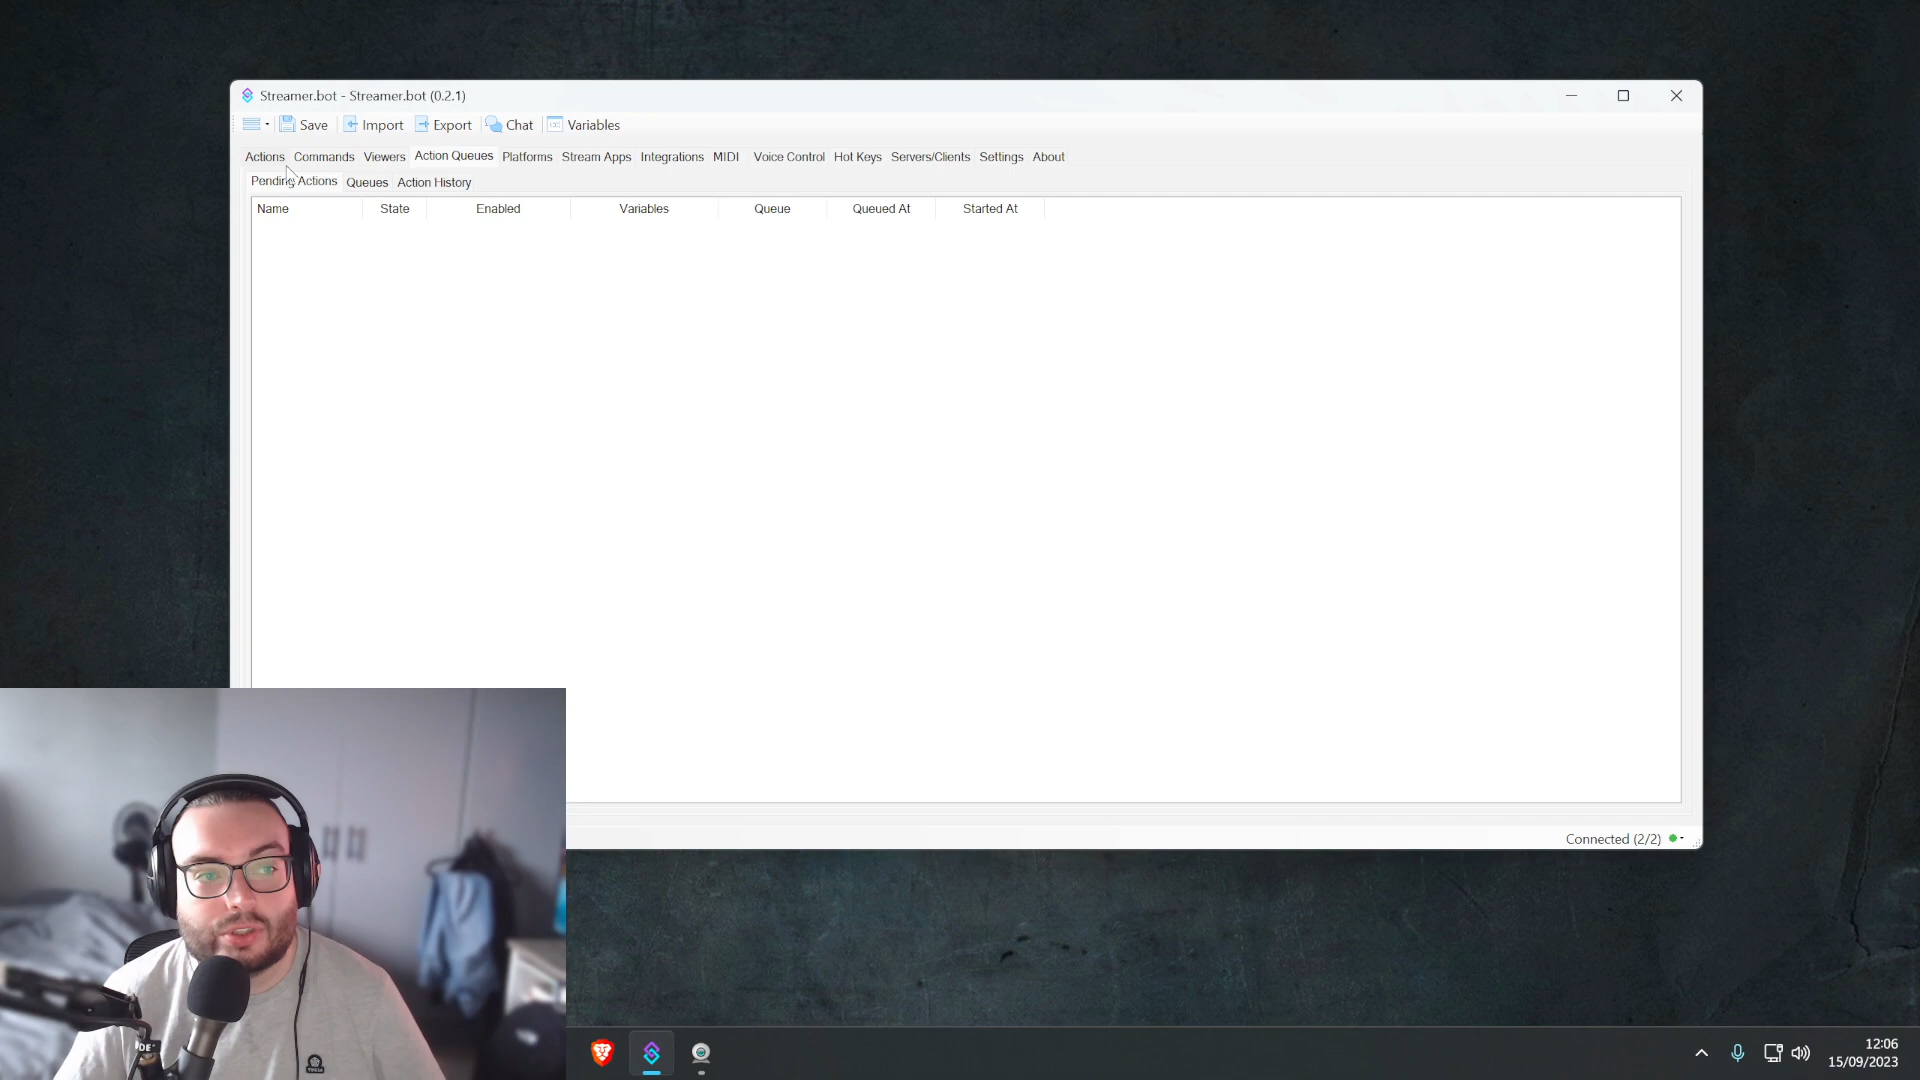 Streamer.bot - Streamer.bot (0.2.1)
Save Import Export Chat Variables
Actions Commands Viewers Action Queues Platforms Stream Apps Integrations MIDI Voice Control Hot Keys Servers/Clients Settings About
Pending Actions Queues Action History
Name State Enabled Variables Queue Queued At Started At
Connected (2/2)
12:06
15/09/2023